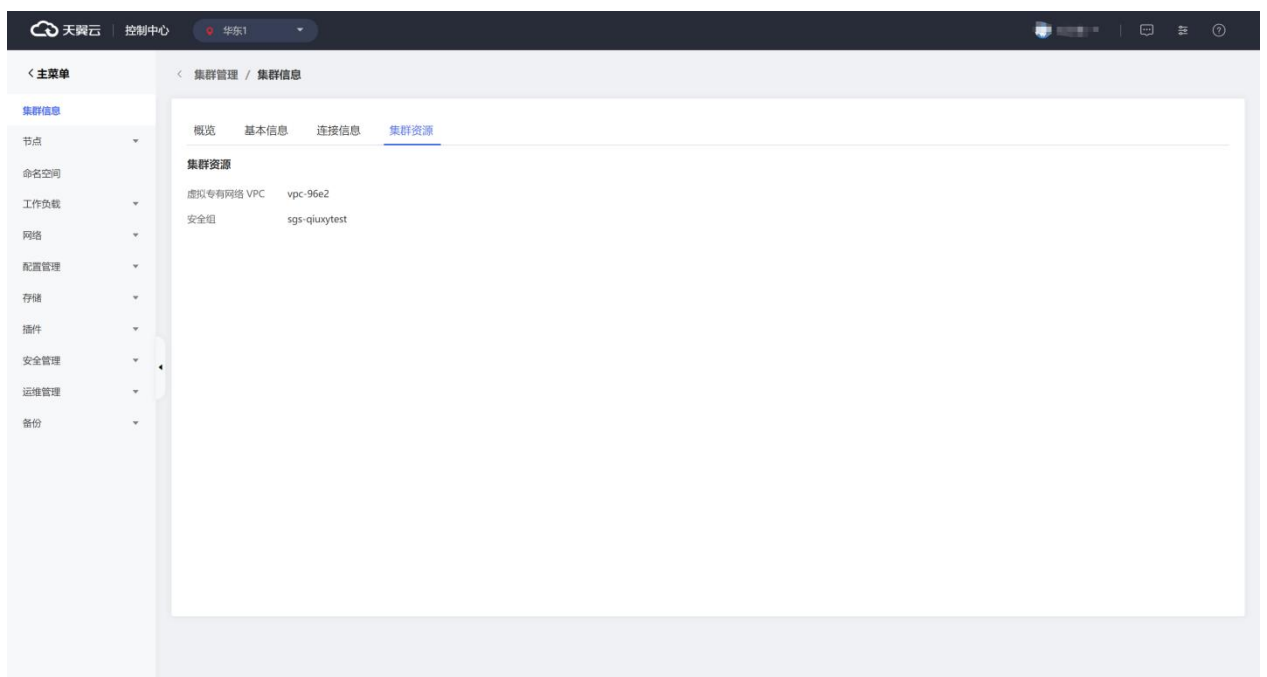 天翼云 控制中心 华东1
主菜单
集群管理 / 集群信息
集群信息
节点
命名空间
工作负载
网络
配置管理
存储
插件
安全管理
运维管理
备份
概览 基本信息 连接信息 集群资源
集群资源
虚拟专有网络 VPC vpc-96e2
安全组 sgs-qiuxytest